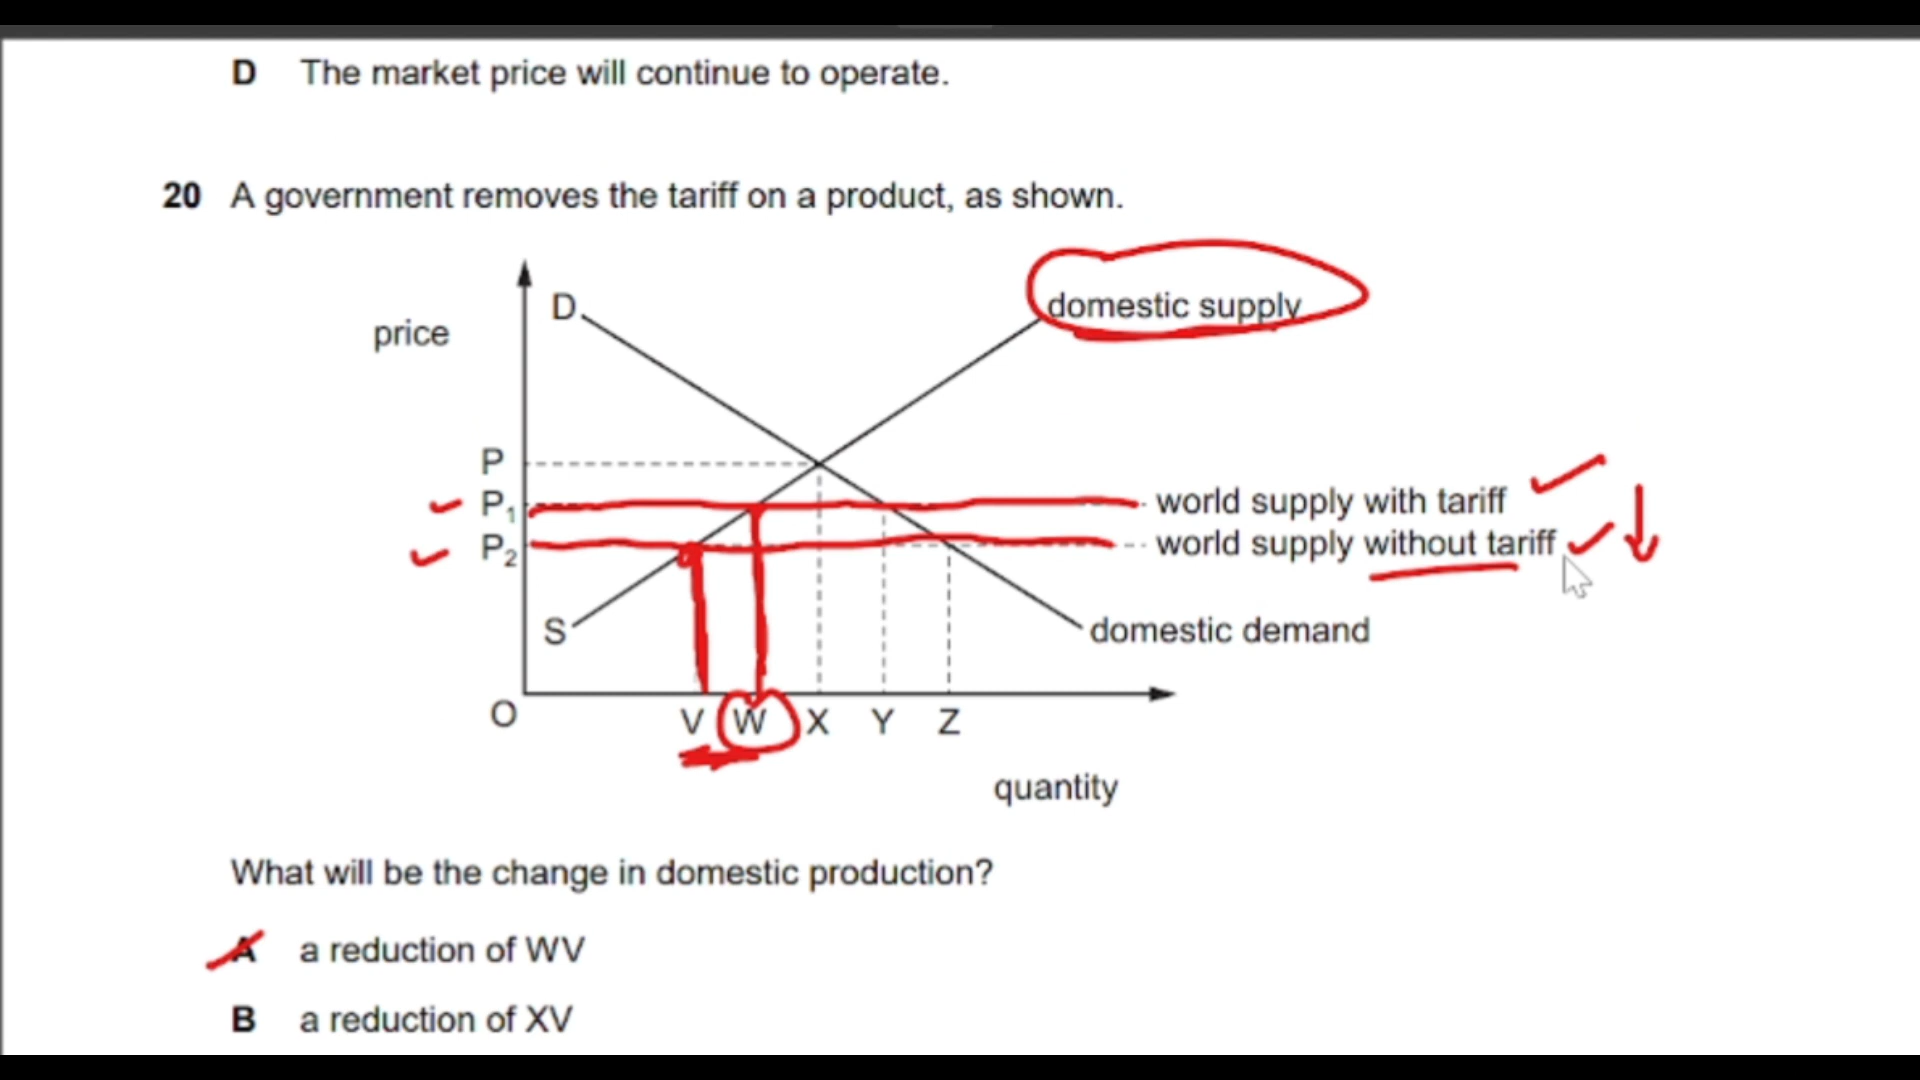 D The market price will continue to operate.
20 A government removes the tariff on a product, as shown.
D
domestic supply
price
P
P1
world supply with tariff
P2
world supply without tariff
S
domestic demand
O
V W X Y Z
quantity
What will be the change in domestic production?
A a reduction of WV
B a reduction of XV